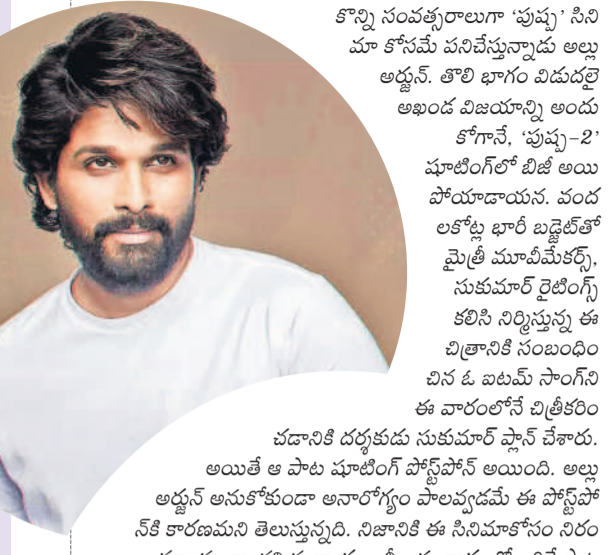 కొన్ని సంవత్సరాలుగా ‘పుష్ప’ సిని
మా కోసమే పనిచేస్తున్నాడు అల్లు
అర్జున్. తొలి భాగం విడుదలై
అఖండ విజయాన్ని అందు
కోగానే, ‘పుష్ప–2’
షూటింగ్‌లో బిజీ అయి
పోయాడాయన. వంద
లకోట్ల భారీ బడ్జెట్‌తో
మైత్రీ మూవీమేకర్స్,
సుకుమార్ రైటింగ్స్
కలిసి నిర్మిస్తున్న ఈ
చిత్రానికి సంబంధిం
చిన ఓ ఐటమ్ సాంగ్‌ని
ఈ వారంలోనే చిత్రీకరిం
చడానికి దర్శకుడు సుకుమార్ ప్లాన్ చేశారు.
అయితే ఆ పాట షూటింగ్ పోస్ట్‌పోన్ అయింది. అల్లు
అర్జున్ అనుకోకుండా అనారోగ్యం పాలవ్వడమే ఈ పోస్ట్‌పో
న్‌కి కారణమని తెలుస్తున్నది. నిజానికి ఈ సినిమాకోసం నిరం